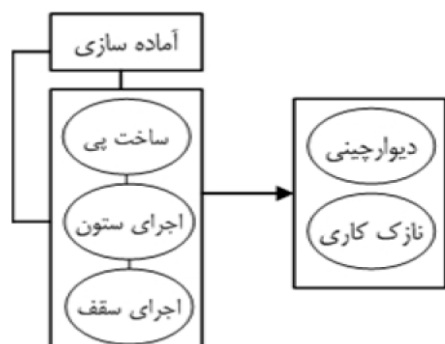 آماده سازی
ساخت پی
اجرای ستون
اجرای سقف
دیوارچینی
نازک کاری